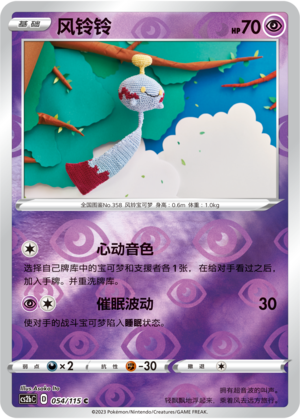 基础 风铃铃 HP70
全国图鉴No.358 风铃宝可梦 身高：0.6m 体重：1.0kg
心动音色
选择自己牌库中的宝可梦和支援者各1张，在给对手看过之后，
加入手牌。并重洗牌库。
催眠波动 30
使对手的战斗宝可梦陷入睡眠状态。
弱点 ×2 抵抗力 -30 撤退
Illus. Asako Ito
CS2bC D 054/115 C
拥有超音波的叫声。
©2023 Pokémon/Nintendo/Creatures/GAME FREAK.